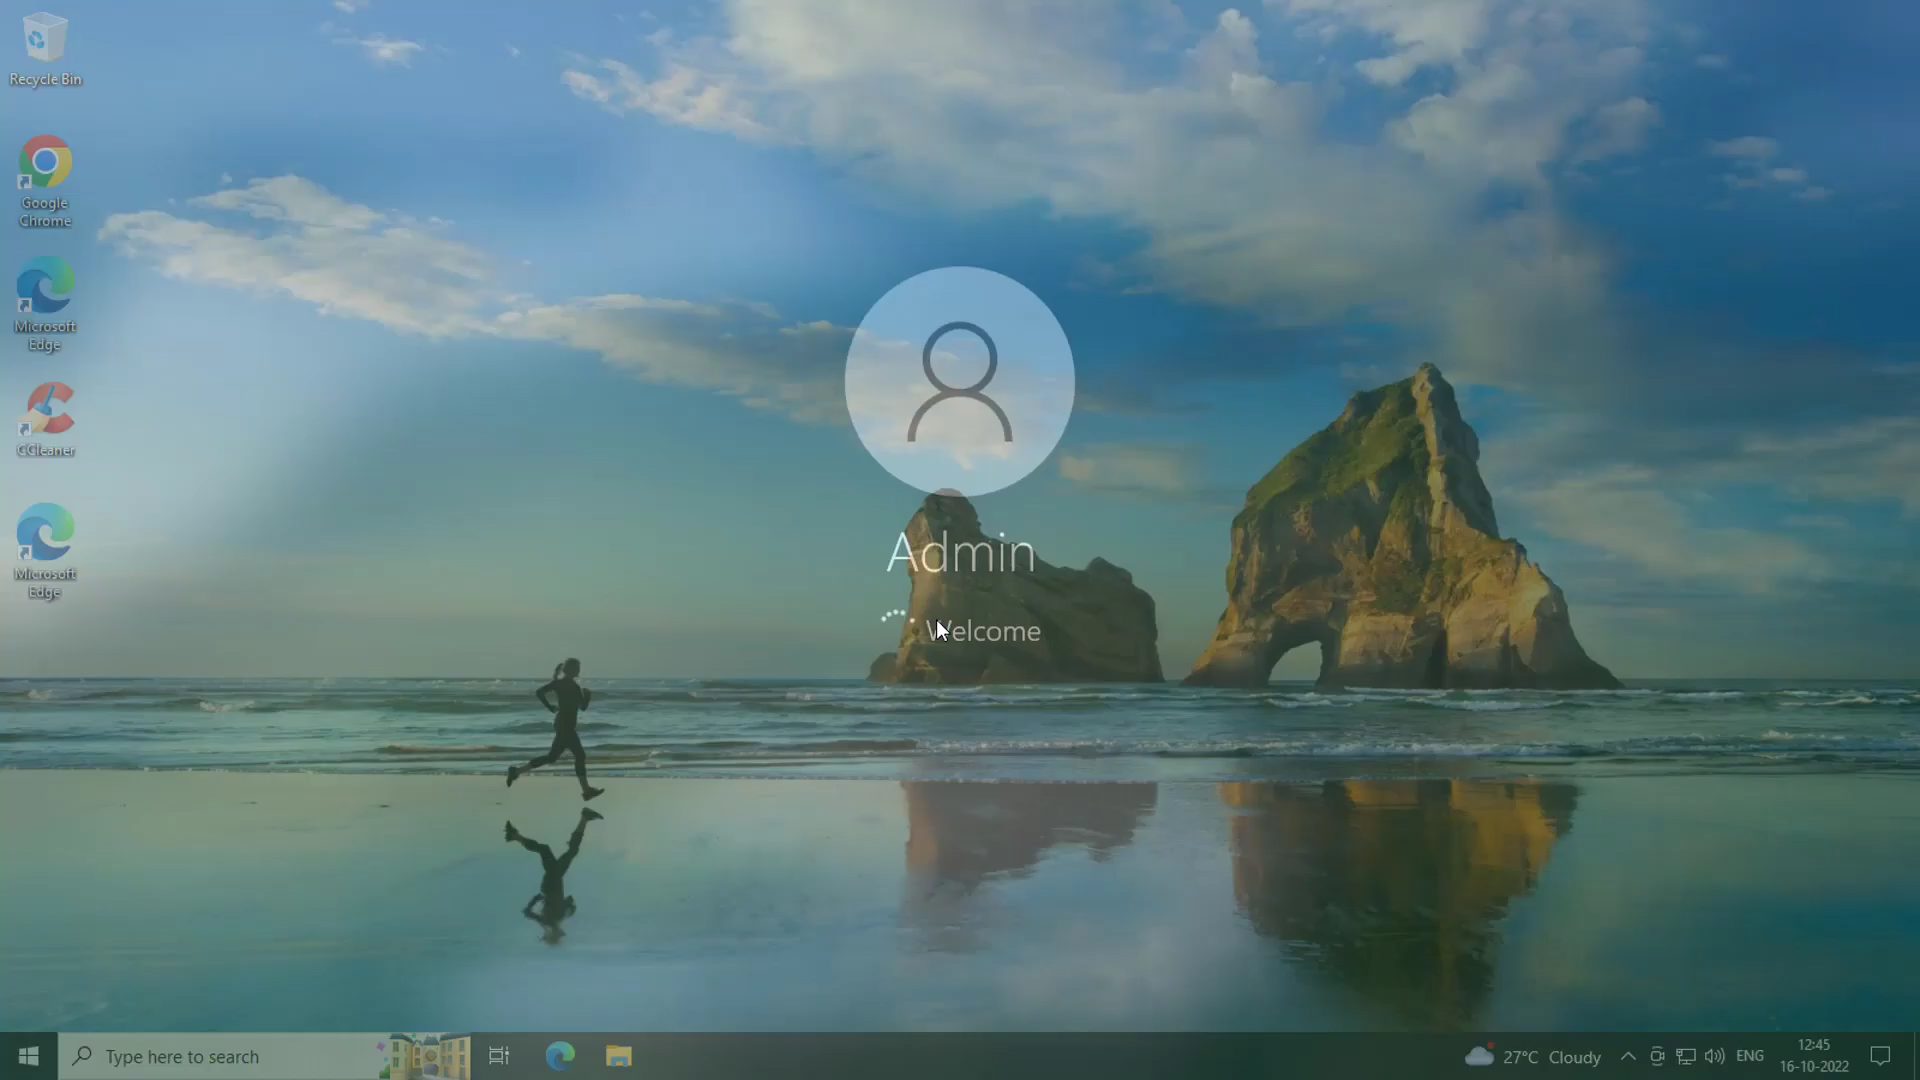 Recycle Bin
Google
Chrome
Microsoft
Edge
CCleaner
Microsoft
Edge
Admin
Welcome
Type here to search
27°C Cloudy
ENG
12:45
16-10-2022